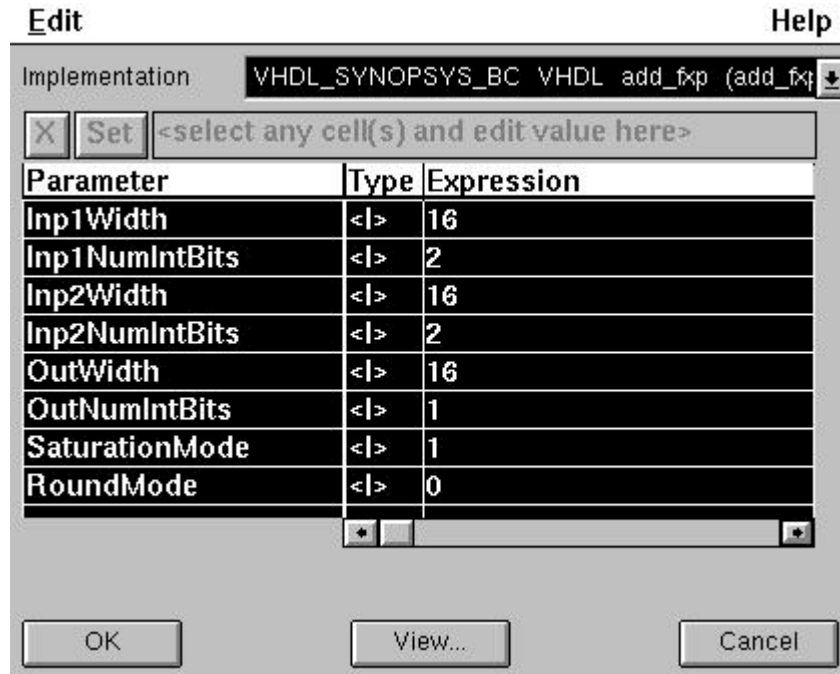 Edit Help
Implementation VHDL_SYNOPSYS_BC VHDL add_fxp (add_fxp
X Set <select any cell(s) and edit value here>
Parameter Type Expression
Inp1Width <I> 16
Inp1NumIntBits <I> 2
Inp2Width <I> 16
Inp2NumIntBits <I> 2
OutWidth <I> 16
OutNumIntBits <I> 1
SaturationMode <I> 1
RoundMode <I> 0
OK View... Cancel